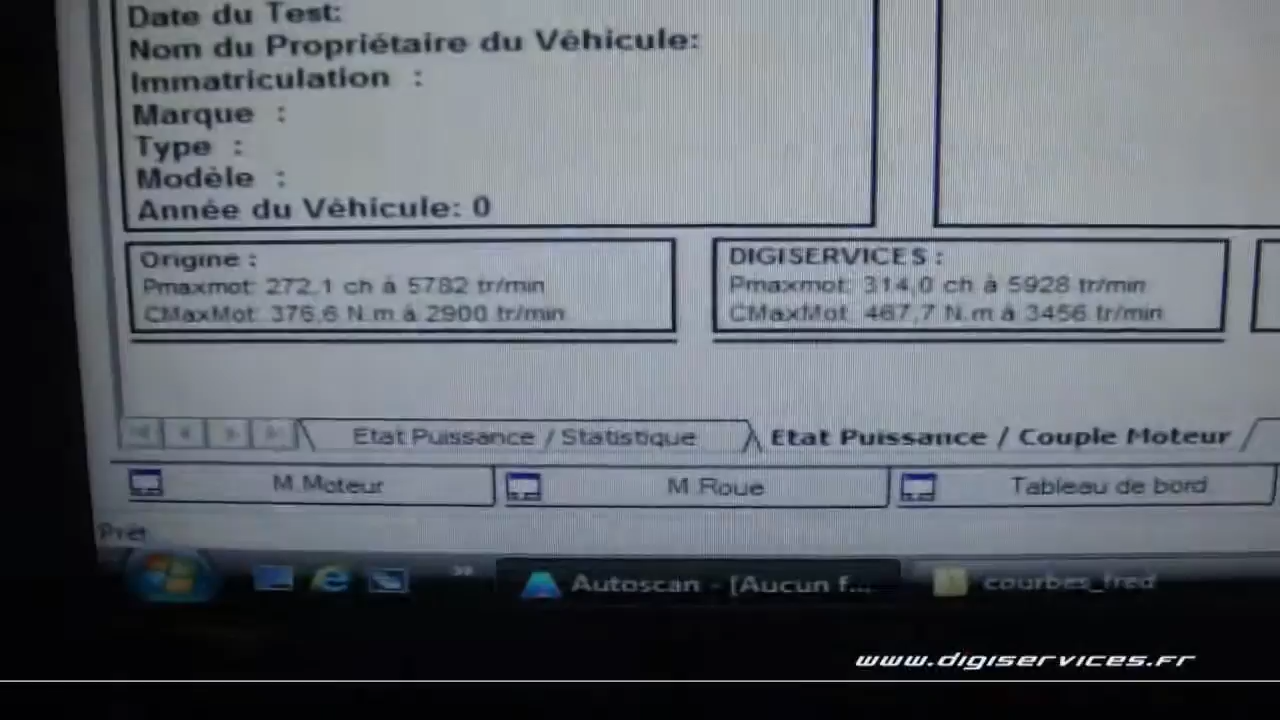 Date du Test:
Nom du Propriétaire du Véhicule:
Immatriculation :
Marque :
Type :
Modèle :
Année du Véhicule: 0
Origine :
Pmaxmot: 272,1 ch à 5782 tr/min
CMaxMot: 376,6 N.m à 2900 tr/min
DIGISERVICES :
Pmaxmot: 314,0 ch à 5928 tr/min
CMaxMot: 467,7 N.m à 3456 tr/min
Etat Puissance / Statistique
Etat Puissance / Couple Moteur
M.Moteur
M.Roue
Tableau de bord
Prêt
Autoscan - [Aucun f...
courbes_fred
www.digiservices.fr